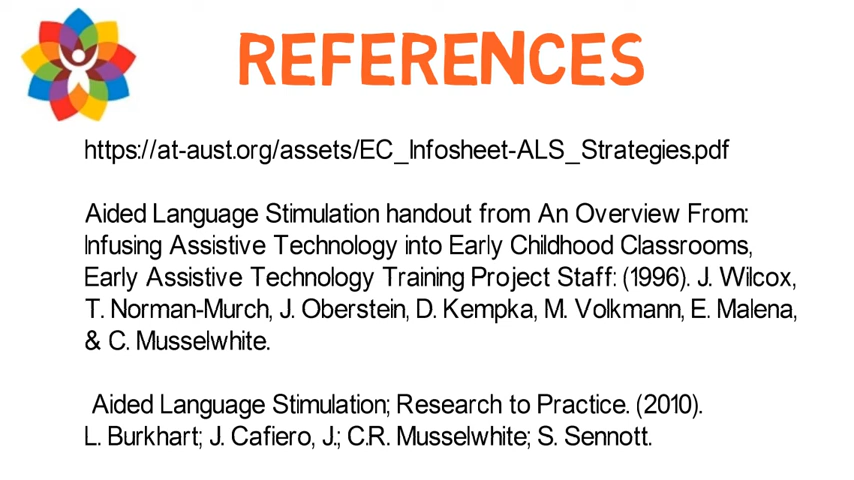 REFERENCES
https://at-aust.org/assets/EC_Infosheet-ALS_Strategies.pdf
Aided Language Stimulation handout from An Overview From:
Infusing Assistive Technology into Early Childhood Classrooms,
Early Assistive Technology Training Project Staff: (1996). J. Wilcox,
T. Norman-Murch, J. Oberstein, D. Kempka, M. Volkmann, E. Malena,
& C. Musselwhite.
Aided Language Stimulation; Research to Practice. (2010).
L. Burkhart; J. Cafiero, J.; C.R. Musselwhite; S. Sennott.